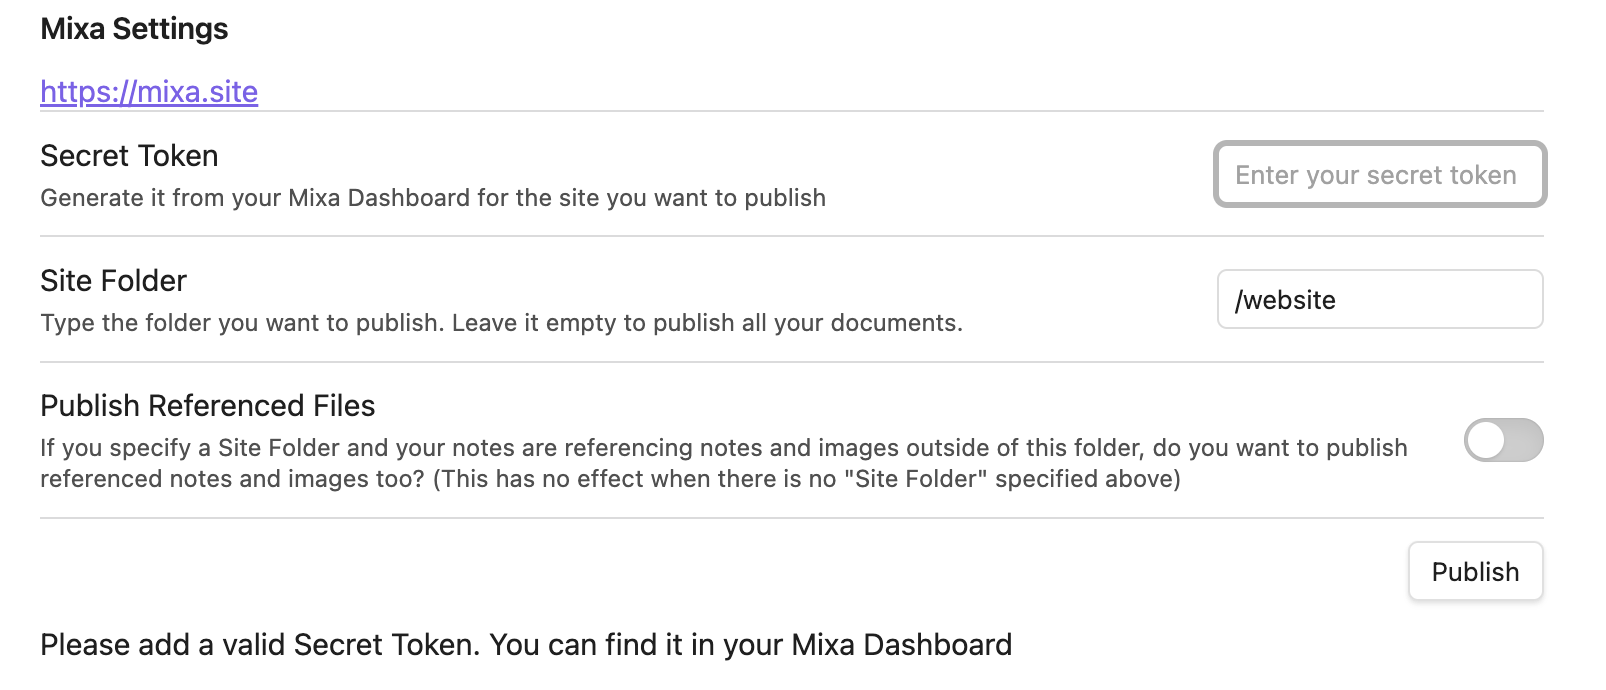 Mixa Settings
https://mixa.site
Secret Token
Generate it from your Mixa Dashboard for the site you want to publish
Enter your secret token
Site Folder
Type the folder you want to publish. Leave it empty to publish all your documents.
/website
Publish Referenced Files
If you specify a Site Folder and your notes are referencing notes and images outside of this folder, do you want to publish
referenced notes and images too? (This has no effect when there is no "Site Folder" specified above)
Publish
Please add a valid Secret Token. You can find it in your Mixa Dashboard